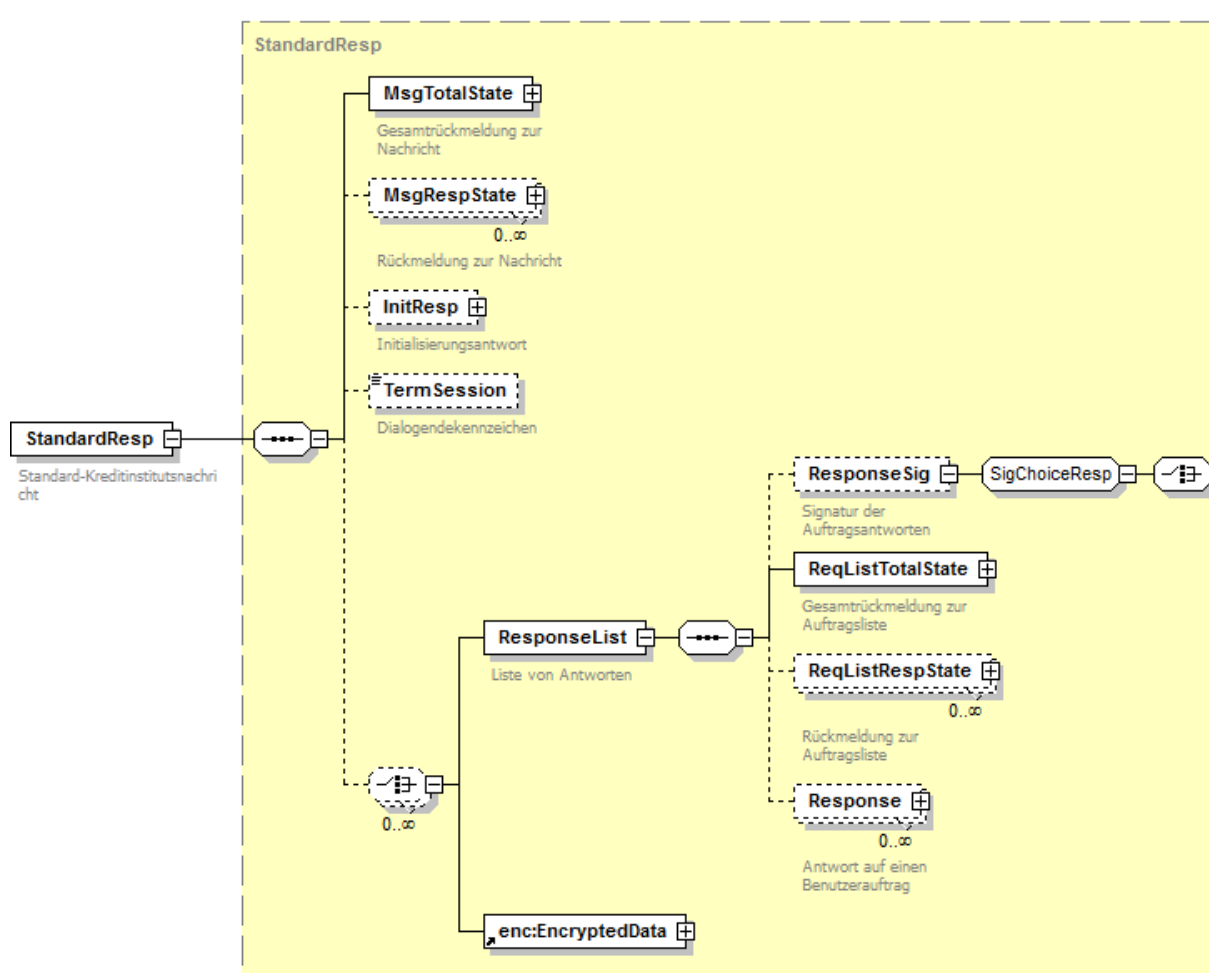 StandardResp
MsgTotalState
Gesamtrückmeldung zur
Nachricht
MsgRespState
0..∞
Rückmeldung zur Nachricht
InitResp
Initialisierungsantwort
TermSession
Dialogendekennzeichen
StandardResp
Standard-Kreditinstitutsnachri
cht
ResponseSig
SigChoiceResp
Signatur der
Auftragsantworten
ReqListTotalState
Gesamtrückmeldung zur
Auftragsliste
ResponseList
Liste von Antworten
ReqListRespState
0..∞
Rückmeldung zur
Auftragsliste
0..∞
Response
0..∞
Antwort auf einen
Benutzerauftrag
enc:EncryptedData